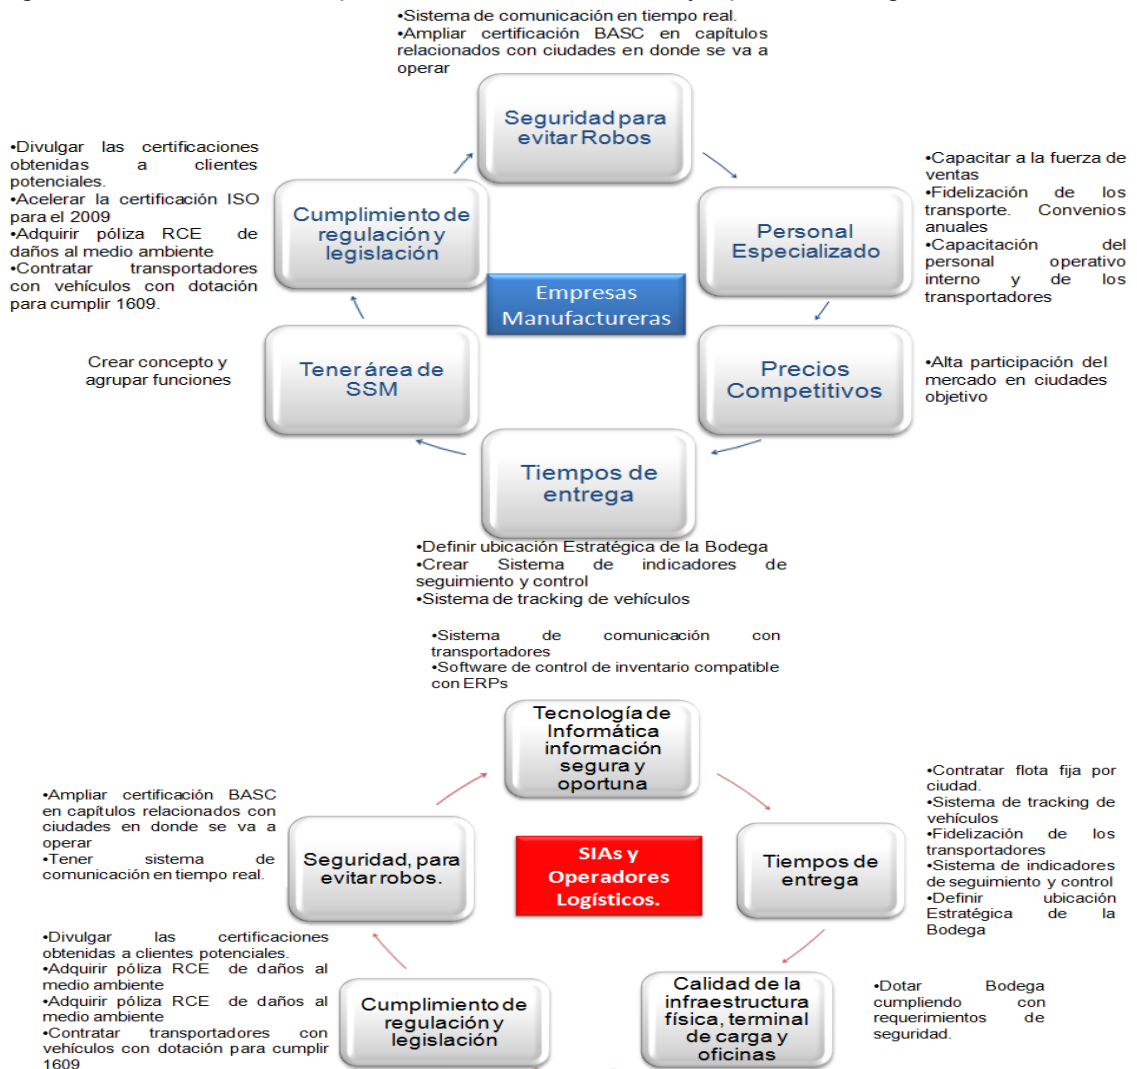 •Sistema de comunicación en tiempo real.
•Ampliar certificación BASC en capítulos
relacionados con ciudades en donde se va a
operar
Seguridad para
evitar Robos
•Divulgar las certificaciones
obtenidas a clientes
potenciales.
•Acelerar la certificación ISO
para el 2009
•Adquirir póliza RCE de
daños al medio ambiente
•Contratar transportadores
con vehículos con dotación
para cumplir 1609.
Cumplimiento de
regulación y
legislación
•Capacitar a la fuerza de
ventas
•Fidelización de los
transporte. Convenios
anuales
•Capacitación del
personal operativo
interno y de los
transportadores
Personal
Especializado
Empresas
Manufactureras
Crear concepto y
agrupar funciones
Tener área de
SSM
Precios
Competitivos
•Alta participación del
mercado en ciudades
objetivo
Tiempos de
entrega
•Definir ubicación Estratégica de la Bodega
•Crear Sistema de indicadores de
seguimiento y control
•Sistema de tracking de vehículos
•Sistema de comunicación con
transportadores
•Software de control de inventario compatible
con ERPs
Tecnología de
Informática
información
segura y
oportuna
•Ampliar certificación BASC
en capítulos relacionados con
ciudades en donde se va a
operar
•Tener sistema de
comunicación en tiempo real.
Seguridad, para
evitar robos.
SIAs y
Operadores
Logísticos.
Tiempos de
entrega
•Contratar flota fija por
ciudad.
•Sistema de tracking de
vehículos
•Fidelización de los
transportadores
•Sistema de indicadores
de seguimiento y control
•Definir ubicación
Estratégica de la
Bodega
•Divulgar las certificaciones
obtenidas a clientes potenciales.
•Adquirir póliza RCE de daños al
medio ambiente
•Adquirir póliza RCE de daños al
medio ambiente
•Contratar transportadores con
vehículos con dotación para cumplir
1609
Cumplimiento de
regulación y
legislación
Calidad de la
infraestructura
física, terminal
de carga y
oficinas
•Dotar Bodega
cumpliendo con
requerimientos de
seguridad.